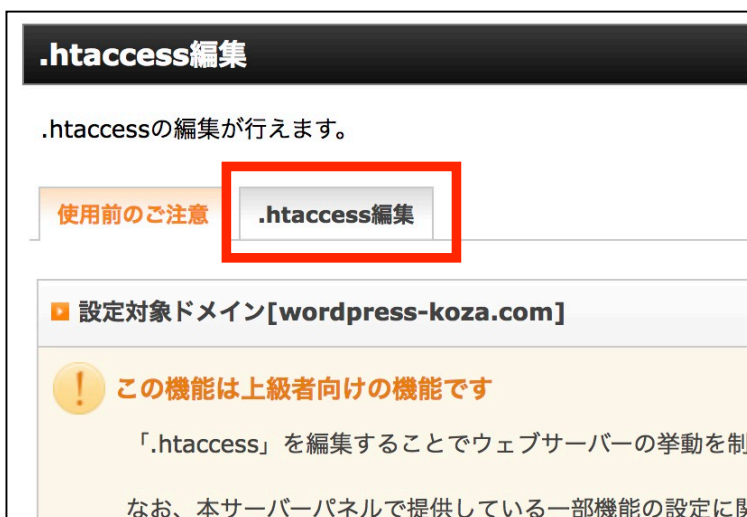 .htaccess編集
.htaccessの編集が行えます。
使用前のご注意 .htaccess編集
設定対象ドメイン[wordpress-koza.com]
この機能は上級者向けの機能です
「.htaccess」を編集することでウェブサーバーの挙動を制
なお、本サーバーパネルで提供している一部機能の設定に関